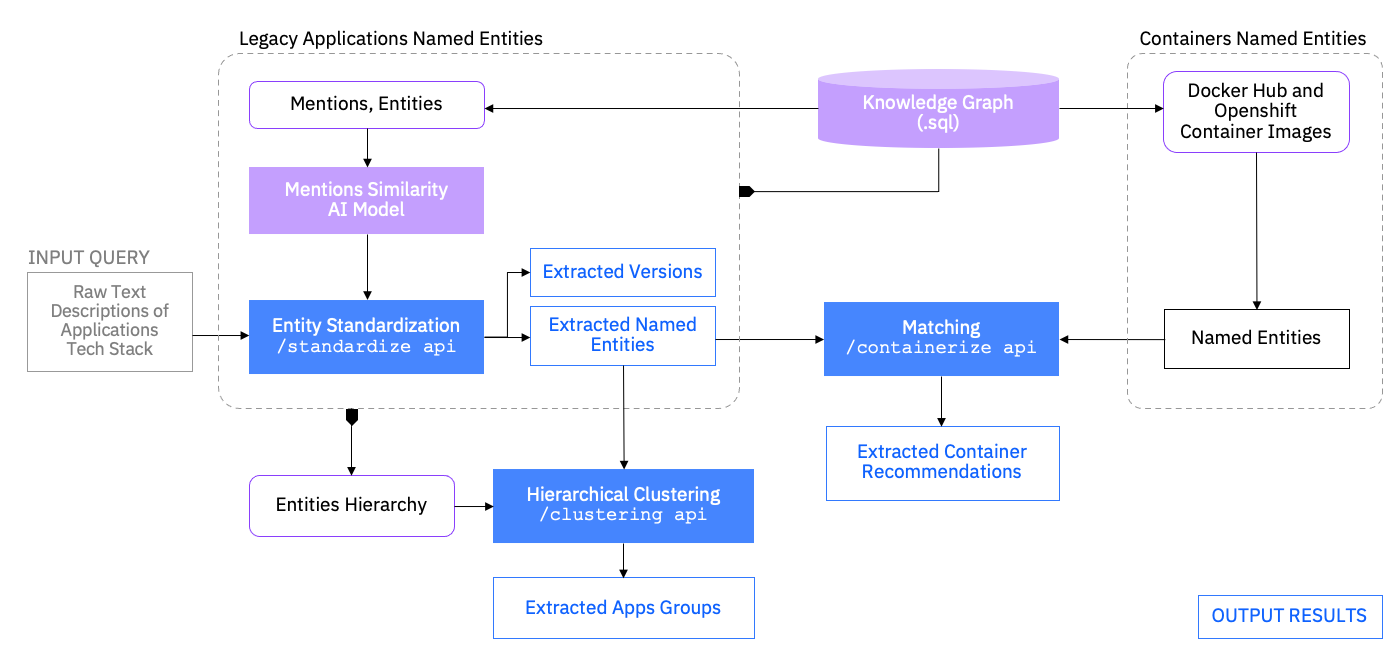 Legacy Applications Named Entities
Containers Named Entities
Mentions, Entities
Knowledge Graph
(.sql)
Docker Hub and
Openshift
Container Images
Mentions Similarity
AI Model
INPUT QUERY
Raw Text
Descriptions of
Applications
Tech Stack
Extracted Versions
Entity Standardization
/standardize api
Extracted Named
Entities
Matching
/containerize api
Named Entities
Extracted Container
Recommendations
Entities Hierarchy
Hierarchical Clustering
/clustering api
Extracted Apps Groups
OUTPUT RESULTS